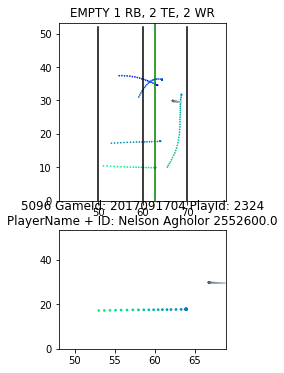 EMPTY 1 RB, 2 TE, 2 WR
50
40
30
20
10
0
50 60 70
5096 GameId: 2017091704 PlayId: 2324
PlayerName + ID: Nelson Agholor 2552600.0
40
20
0
50 55 60 65